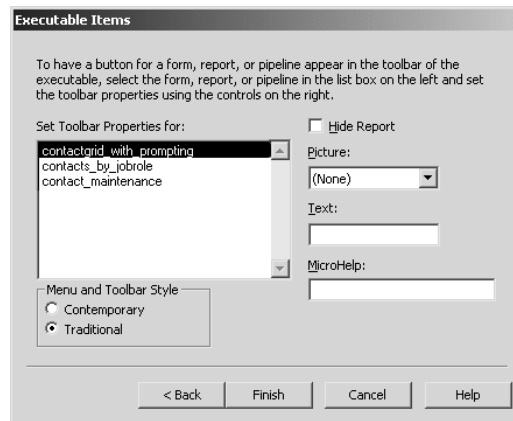 Executable Items
To have a button for a form, report, or pipeline appear in the toolbar of the
executable, select the form, report, or pipeline in the list box on the left and set
the toolbar properties using the controls on the right.
Set Toolbar Properties for:
contactgrid_with_prompting
contacts_by_jobrole
contact_maintenance
Hide Report
Picture:
(None)
Text:
MicroHelp:
Menu and Toolbar Style
Contemporary
Traditional
< Back
Finish
Cancel
Help